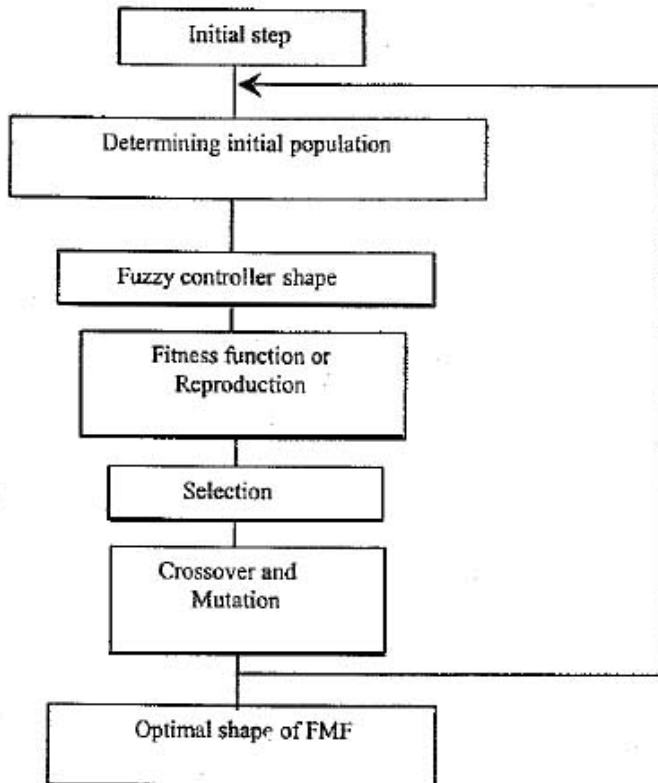 Initial step
Determining initial population
Fuzzy controller shape
Fitness function or
Reproduction
Selection
Crossover and
Mutation
Optimal shape of FMF